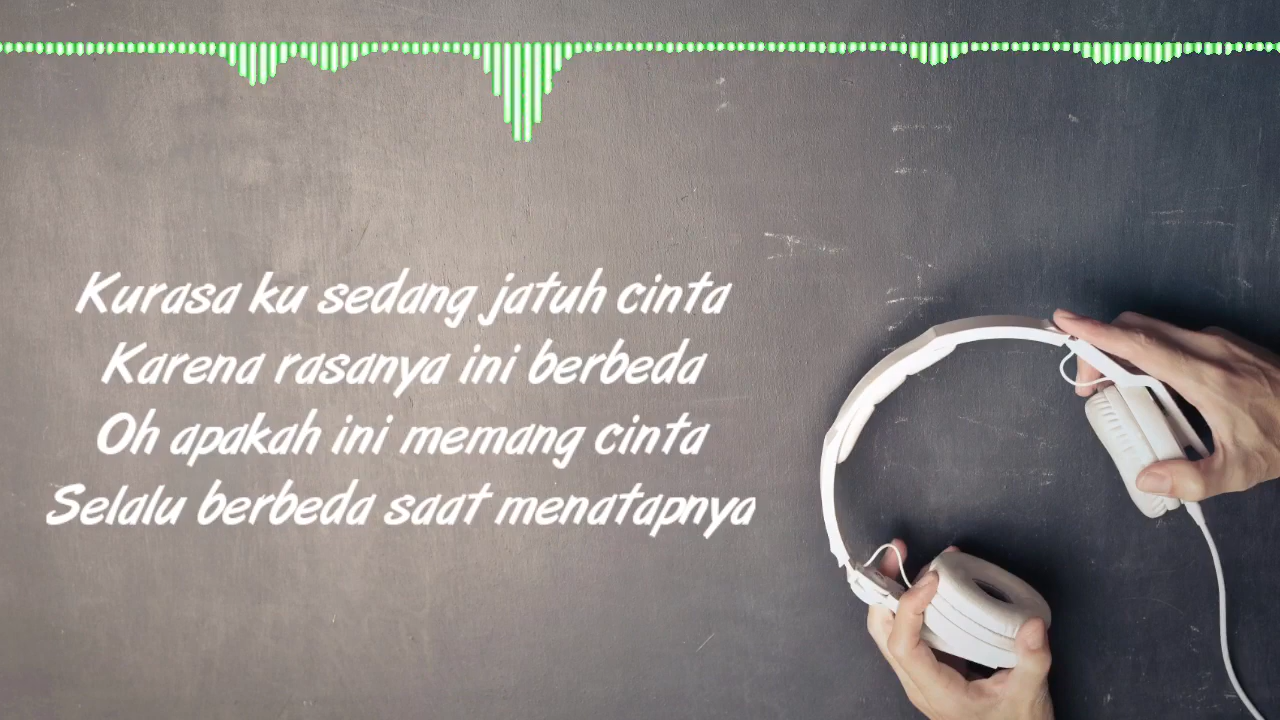 Kurasa ku sedang jatuh cinta
Karena rasanya ini berbeda
Oh apakah ini memang cinta
Selalu berbeda saat menatapnya